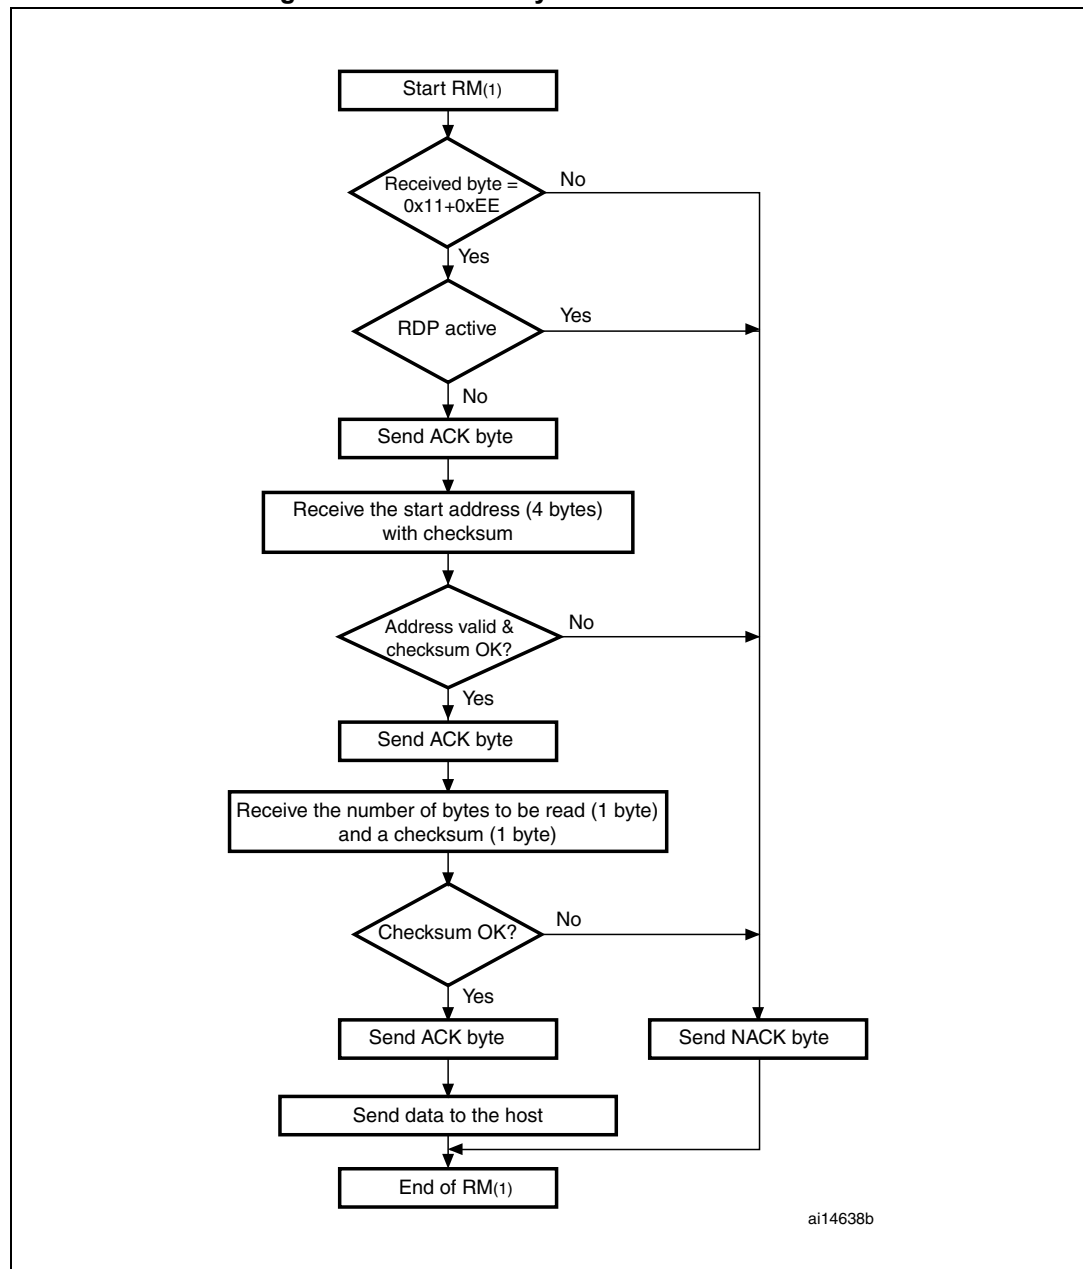 Start RM(1)
Received byte =
0x11+0xEE
No
Yes
RDP active
Yes
No
Send ACK byte
Receive the start address (4 bytes)
with checksum
Address valid &
checksum OK?
No
Yes
Send ACK byte
Receive the number of bytes to be read (1 byte)
and a checksum (1 byte)
Checksum OK?
No
Yes
Send ACK byte
Send NACK byte
Send data to the host
End of RM(1)
ai14638b